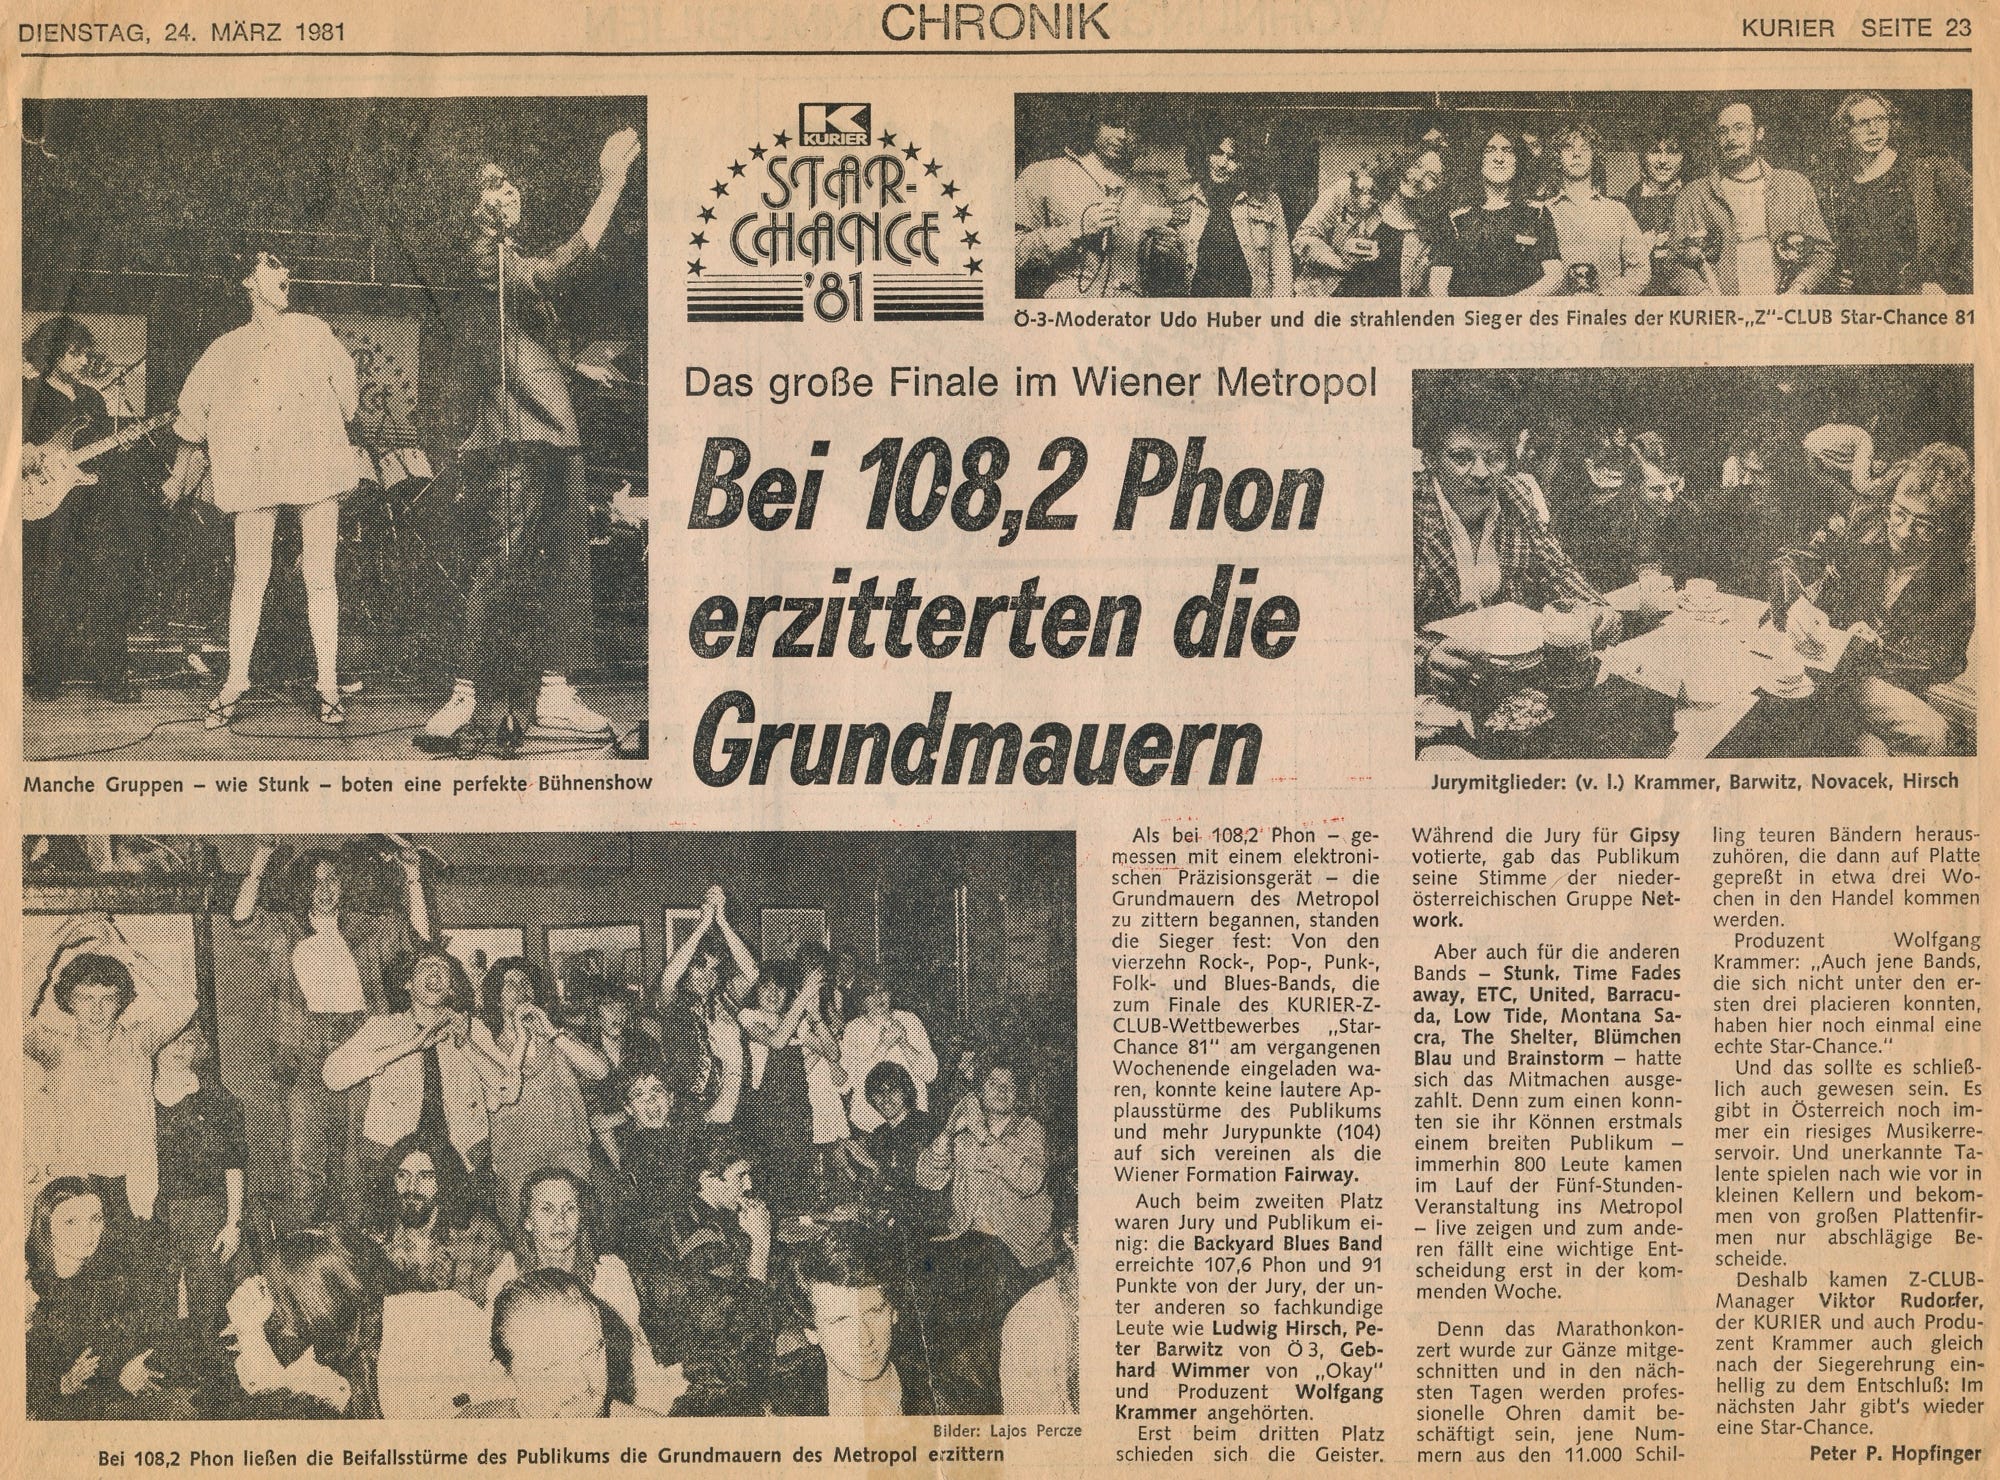 DIENSTAG, 24. MÄRZ 1981
CHRONIK
KURIER SEITE 23
K
KURIER
STAR-
CHANCE
'81
Ö-3-Moderator Udo Huber und die strahlenden Sieger des Finales der KURIER-„Z"-CLUB Star-Chance 81
Das große Finale im Wiener Metropol
Bei 108,2 Phon
erzitterten die
Grundmauern
Manche Gruppen – wie Stunk – boten eine perfekte Bühnenshow
Jurymitglieder: (v. l.) Krammer, Barwitz, Novacek, Hirsch
Bilder: Lajos Percze
Bei 108,2 Phon ließen die Beifallsstürme des Publikums die Grundmauern des Metropol erzittern
Als bei 108,2 Phon – ge-
messen mit einem elektroni-
schen Präzisionsgerät – die
Grundmauern des Metropol
zu zittern begannen, standen
die Sieger fest: Von den
vierzehn Rock-, Pop-, Punk-,
Folk- und Blues-Bands, die
zum Finale des KURIER-Z-
CLUB-Wettbewerbes „Star-
Chance 81" am vergangenen
Wochenende eingeladen wa-
ren, konnte keine lautere Ap-
plausstürme des Publikums
und mehr Jurypunkte (104)
auf sich vereinen als die
Wiener Formation Fairway.
Auch beim zweiten Platz
waren Jury und Publikum ei-
nig: die Backyard Blues Band
erreichte 107,6 Phon und 91
Punkte von der Jury, der un-
ter anderen so fachkundige
Leute wie Ludwig Hirsch, Pe-
ter Barwitz von Ö 3, Geb-
hard Wimmer von „Okay"
und Produzent Wolfgang
Krammer angehörten.
Erst beim dritten Platz
schieden sich die Geister.
Während die Jury für Gipsy
votierte, gab das Publikum
seine Stimme der nieder-
österreichischen Gruppe Net-
work.
Aber auch für die anderen
Bands – Stunk, Time Fades
away, ETC, United, Barracu-
da, Low Tide, Montana Sa-
cra, The Shelter, Blümchen
Blau und Brainstorm – hatte
sich das Mitmachen ausge-
zahlt. Denn zum einen konn-
ten sie ihr Können erstmals
einem breiten Publikum –
immerhin 800 Leute kamen
im Lauf der Fünf-Stunden-
Veranstaltung ins Metropol
– live zeigen und zum ande-
ren fällt eine wichtige Ent-
scheidung erst in der kom-
menden Woche.
Denn das Marathonkon-
zert wurde zur Gänze mitge-
schnitten und in den näch-
sten Tagen werden profes-
sionelle Ohren damit be-
schäftigt sein, jene Num-
mern aus den 11.000 Schil-
ling teuren Bändern heraus-
zuhören, die dann auf Platte
gepreßt in etwa drei Wo-
chen in den Handel kommen
werden.
Produzent Wolfgang
Krammer: „Auch jene Bands,
die sich nicht unter den er-
sten drei placieren konnten,
haben hier noch einmal eine
echte Star-Chance."
Und das sollte es schließ-
lich auch gewesen sein. Es
gibt in Österreich noch im-
mer ein riesiges Musikerre-
servoir. Und unerkannte Ta-
lente spielen nach wie vor in
kleinen Kellern und bekom-
men von großen Plattenfir-
men nur abschlägige Be-
scheide.
Deshalb kamen Z-CLUB-
Manager Viktor Rudorfer,
der KURIER und auch Produ-
zent Krammer auch gleich
nach der Siegerehrung ein-
hellig zu dem Entschluß: Im
nächsten Jahr gibt's wieder
eine Star-Chance.
Peter P. Hopfinger